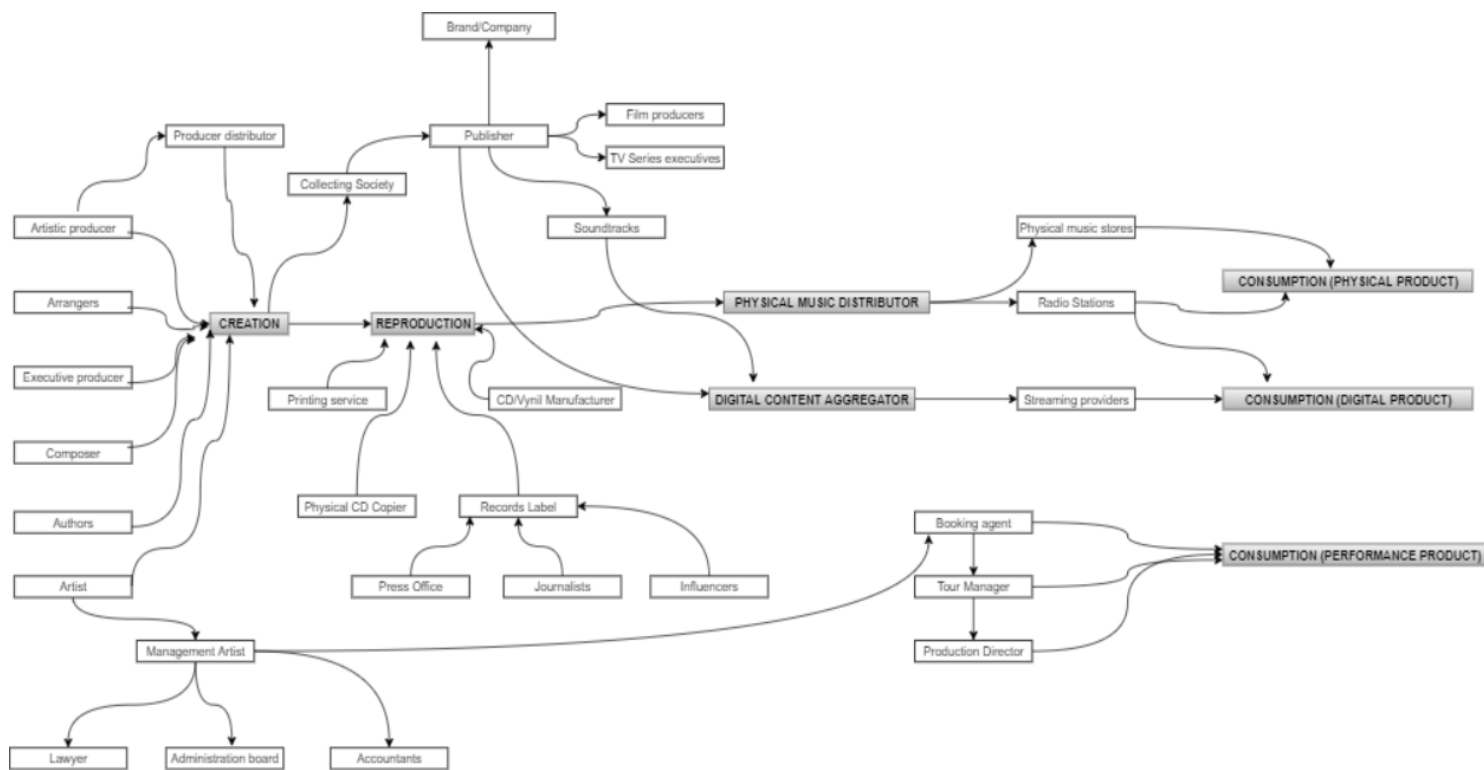 Brand/Company
Film producers
Producer distributor
Publisher
TV Series executives
Collecting Society
Artistic producer
Soundtracks
Physical music stores
CONSUMPTION (PHYSICAL PRODUCT)
Arrangers
PHYSICAL MUSIC DISTRIBUTOR
Radio Stations
CREATION
REPRODUCTION
Executive producer
Printing service
CD/Vynil Manufacturer
DIGITAL CONTENT AGGREGATOR
Streaming providers
CONSUMPTION (DIGITAL PRODUCT)
Composer
Physical CD Copier
Records Label
Authors
Booking agent
CONSUMPTION (PERFORMANCE PRODUCT)
Artist
Press Office
Journalists
Influencers
Tour Manager
Management Artist
Production Director
Lawyer
Administration board
Accountants